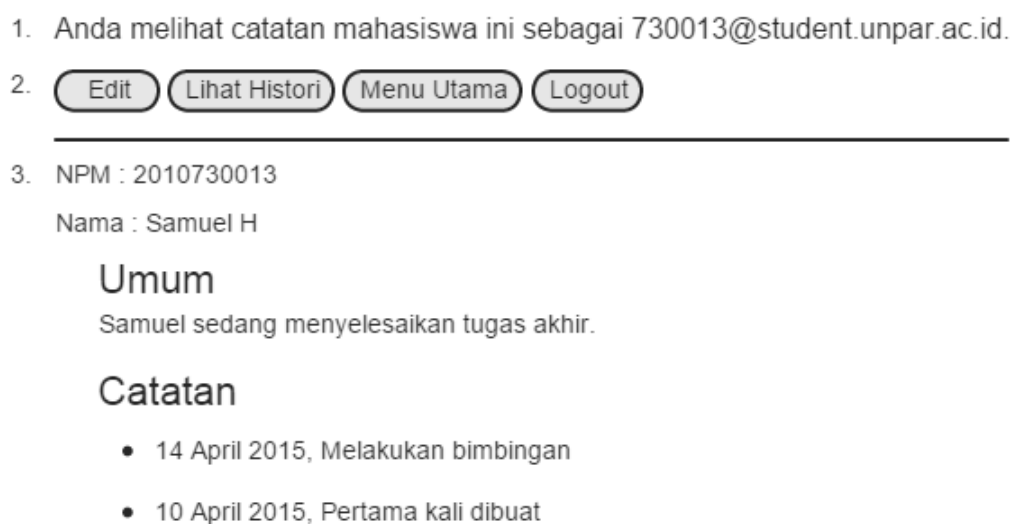 1. Anda melihat catatan mahasiswa ini sebagai 730013@student.unpar.ac.id.
2. Edit Lihat Histori Menu Utama Logout
3. NPM : 2010730013
Nama : Samuel H
Umum
Samuel sedang menyelesaikan tugas akhir.
Catatan
• 14 April 2015, Melakukan bimbingan
• 10 April 2015, Pertama kali dibuat